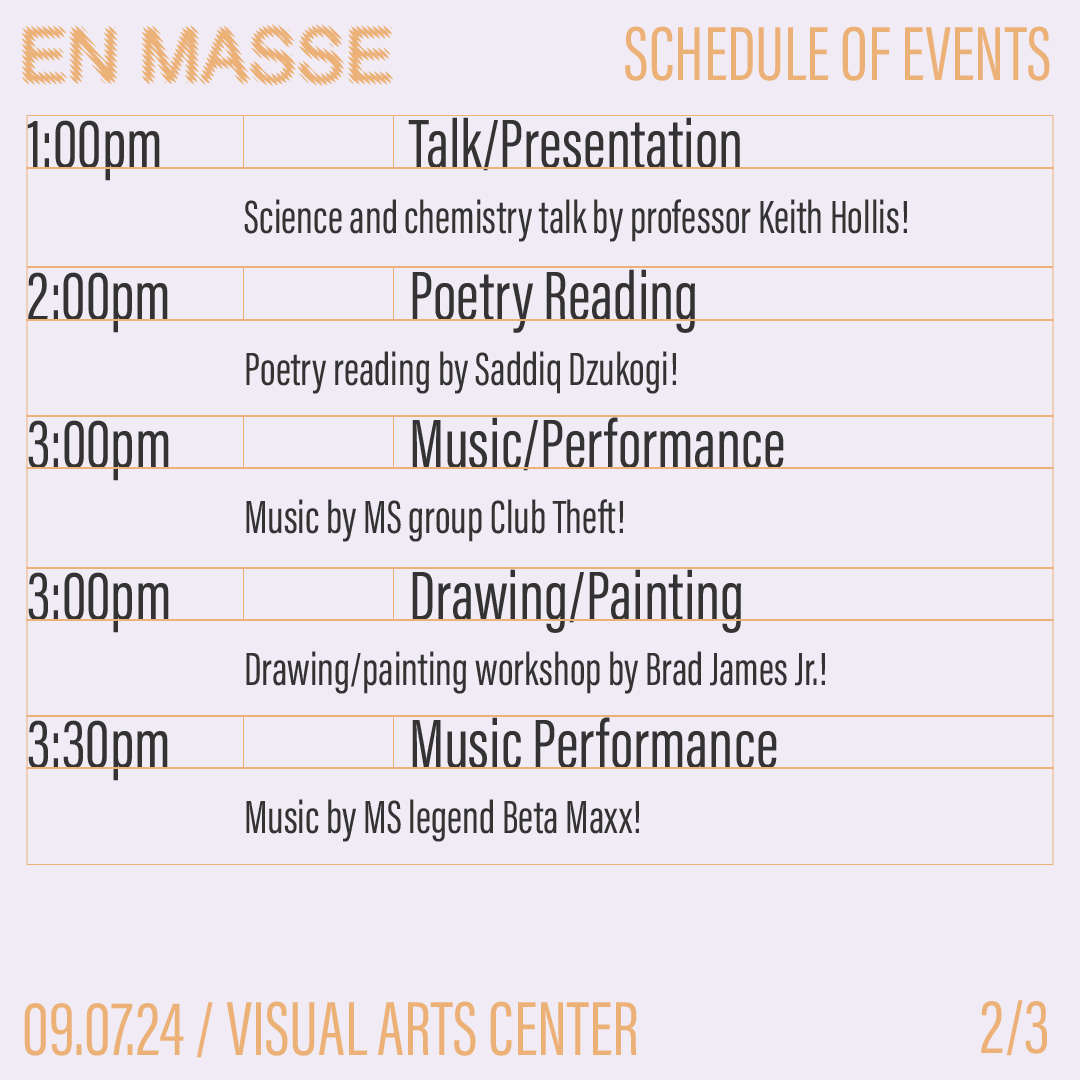 EN MASSE
SCHEDULE OF EVENTS
1:00pm Talk/Presentation
Science and chemistry talk by professor Keith Hollis!
2:00pm Poetry Reading
Poetry reading by Saddiq Dzukogi!
3:00pm Music/Performance
Music by MS group Club Theft!
3:00pm Drawing/Painting
Drawing/painting workshop by Brad James Jr.!
3:30pm Music Performance
Music by MS legend Beta Maxx!
09.07.24 / VISUAL ARTS CENTER
2/3